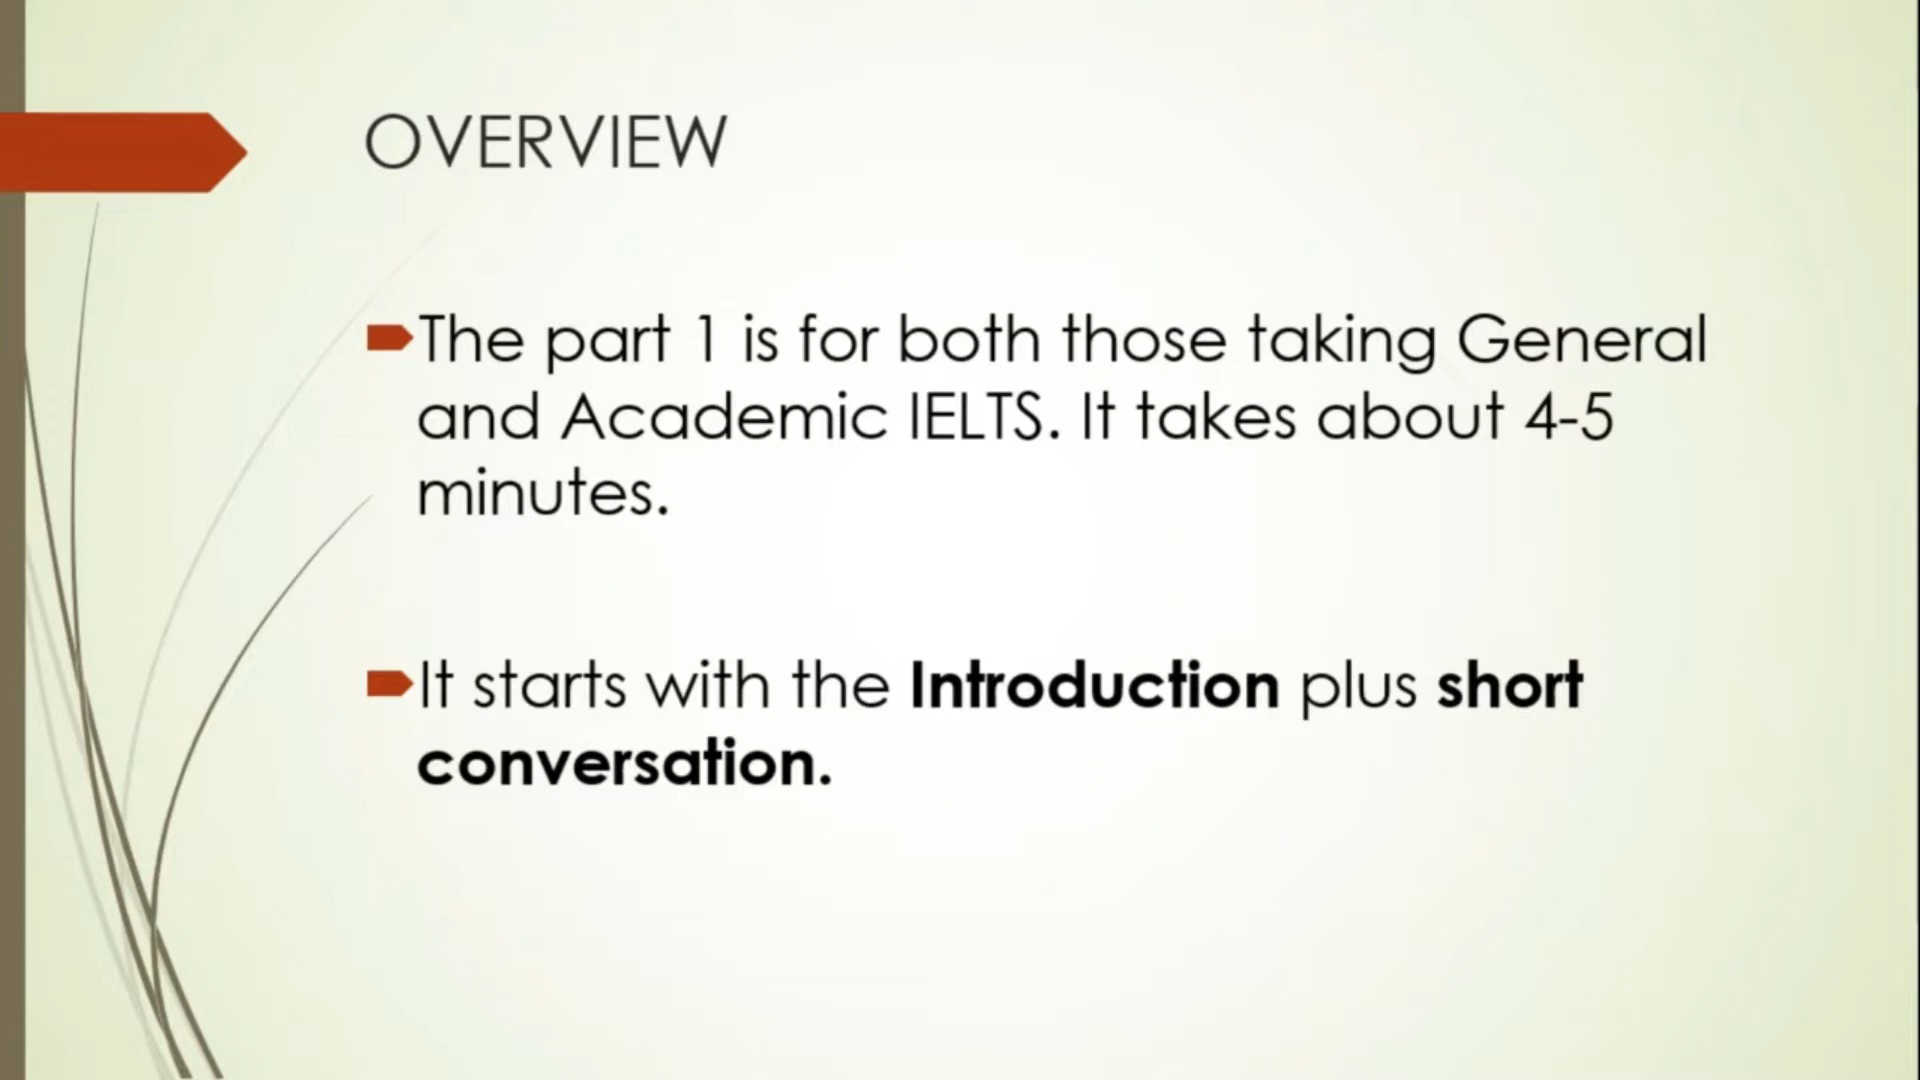 OVERVIEW
The part 1 is for both those taking General
and Academic IELTS. It takes about 4-5
minutes.
It starts with the Introduction plus short
conversation.